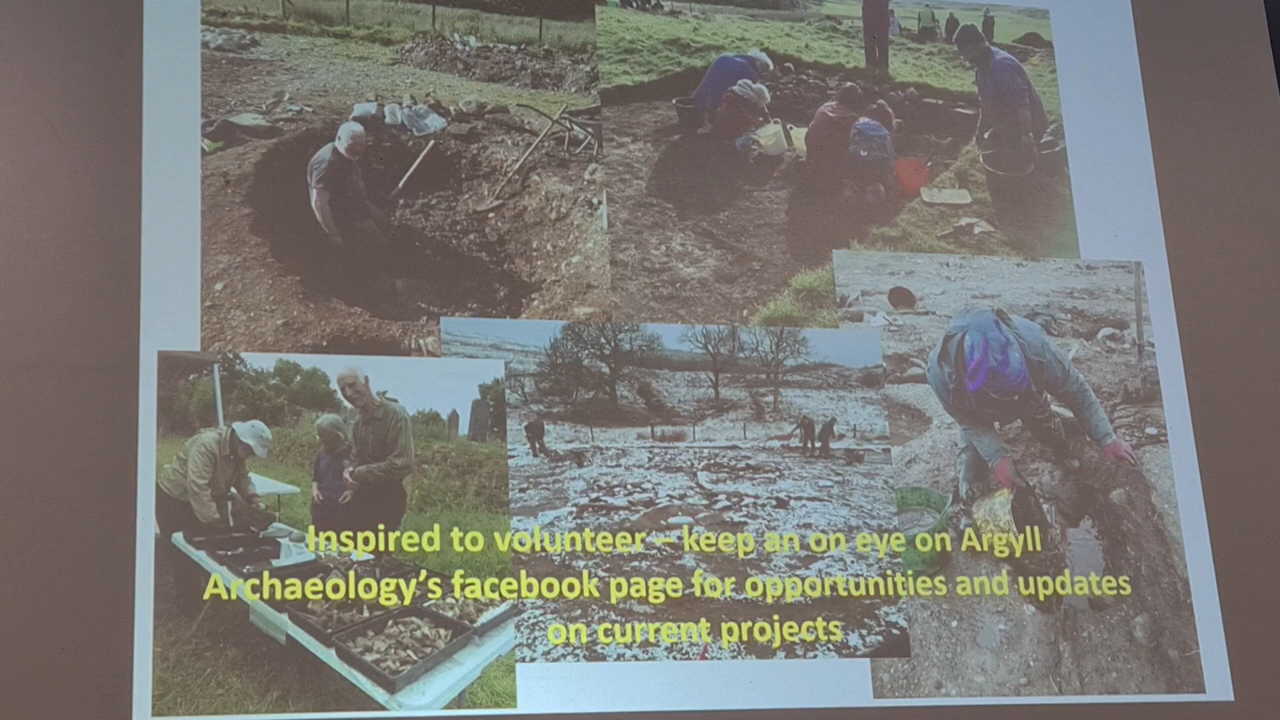 Inspired to volunteer – keep an on eye on Argyll
Archaeology's facebook page for opportunities and updates
on current projects